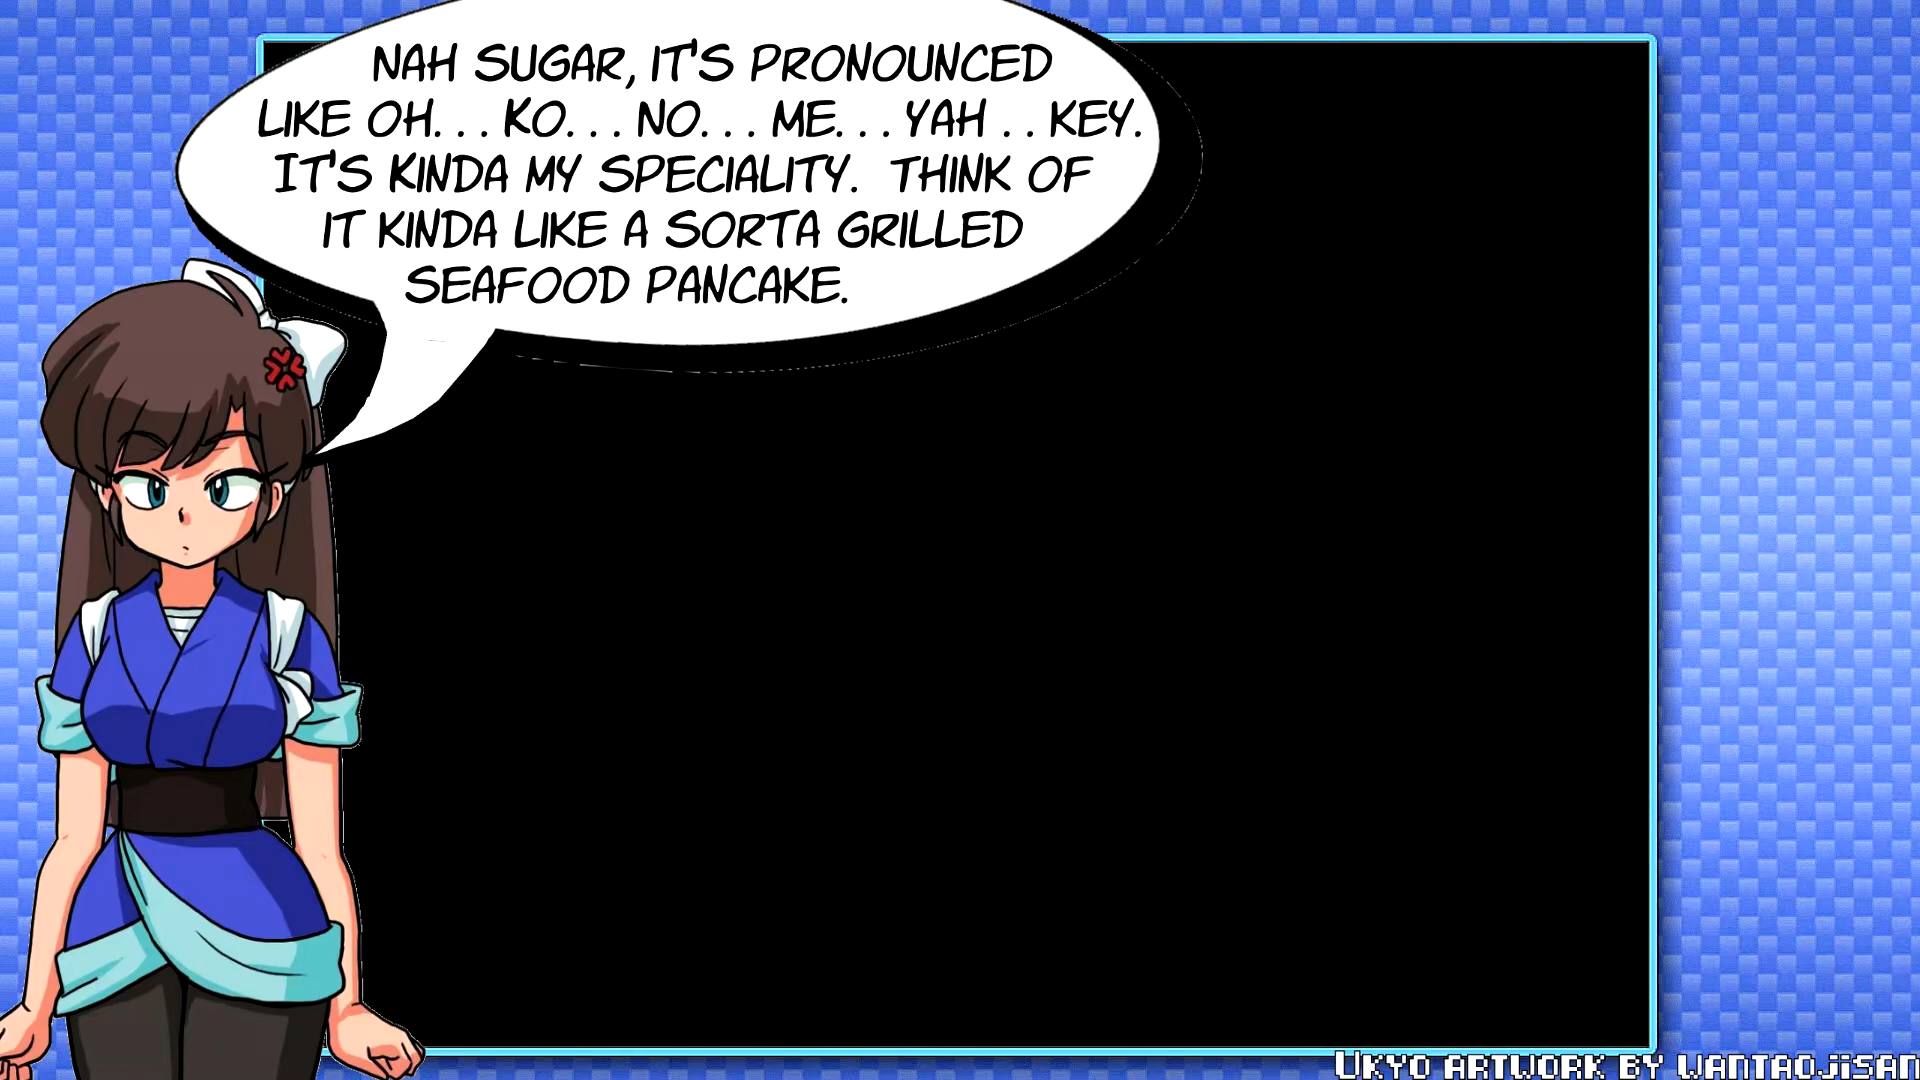 NAH SUGAR, IT'S PRONOUNCED
LIKE OH. . . KO. . . NO. . . ME. . . YAH . . KEY.
IT'S KINDA MY SPECIALITY.  THINK OF
IT KINDA LIKE A SORTA GRILLED
SEAFOOD PANCAKE.
UKYO ARTWORK BY WANTAOJISAN